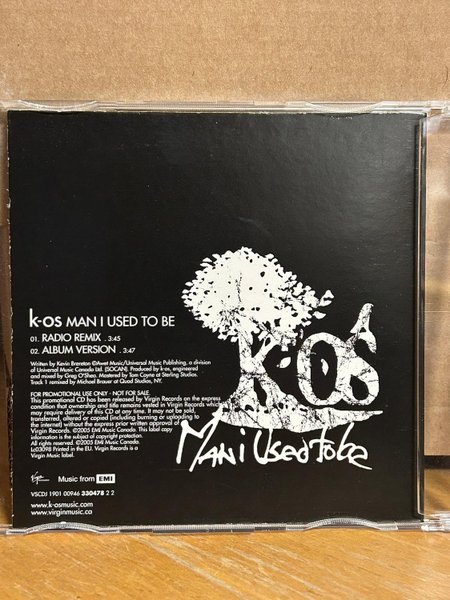 k-os MAN I USED TO BE
01. RADIO REMIX . 3:45
02. ALBUM VERSION . 3:47
Written by Kevin Brereton ©Awet Music/Universal Music Publishing, a division
of Universal Music Canada Ltd. (SOCAN). Produced by k-os, engineered
and mixed by Greg O'Shea. Mastered by Tom Coyne at Sterling Studios.
Track 1 remixed by Michael Brauer at Quad Studios, NY.
FOR PROMOTIONAL USE ONLY - NOT FOR SALE.
This promotional CD has been released by Virgin Records on the express
condition that ownership and title remains vested in Virgin Records which
may require delivery of this CD at any time. It may not be sold,
transferred, altered or copied (including burning or uploading to
the internet) without the express prior written approval of
Virgin Records. ©2005 EMI Music Canada. This label copy
information is the subject of copyright protection.
All rights reserved. ©2005 EMI Music Canada.
Lc03098 Printed in the EU. Virgin Records is a
Virgin Music label.
K-OS
Man i Used to be
Virgin
Music from EMI
VSCDJ 1901 00946 330478 2 2
www.k-osmusic.com
www.virginmusic.ca